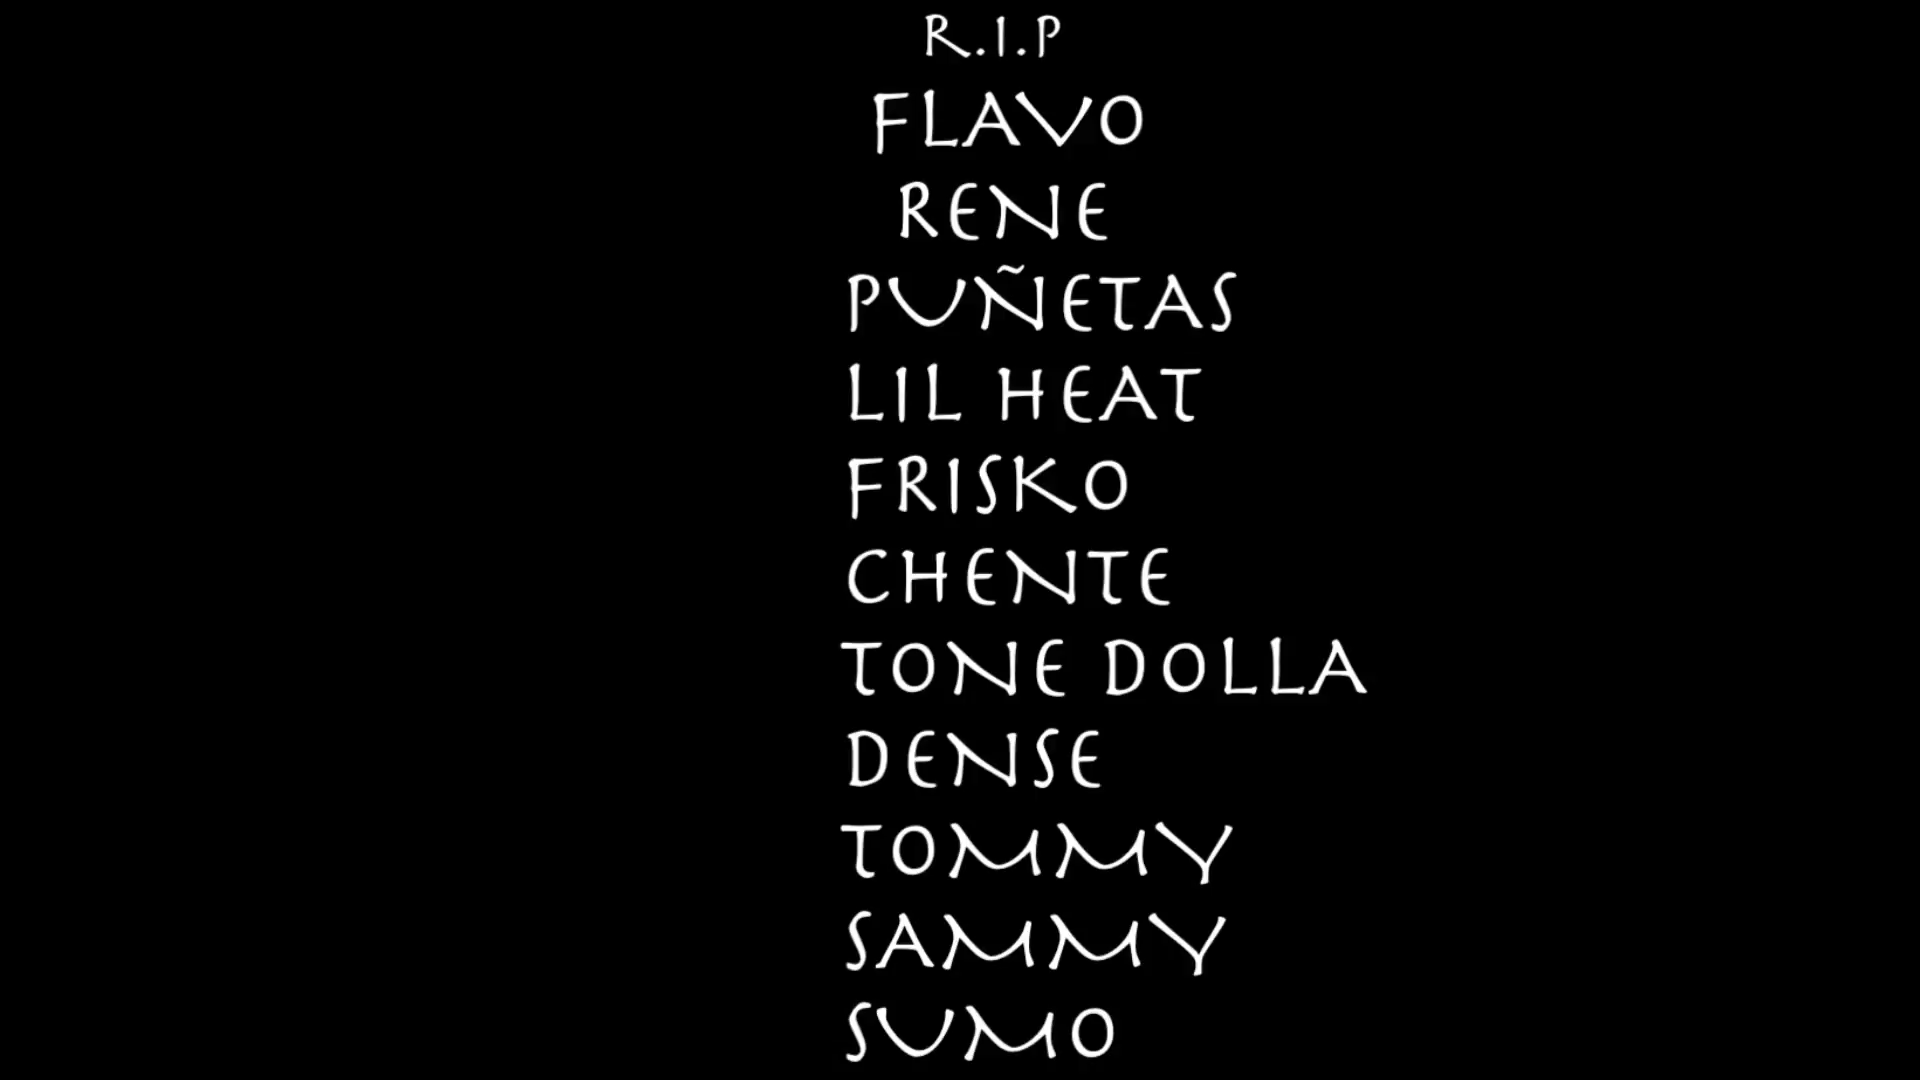 R.I.P
FLAVO
RENE
PUÑETAS
LIL HEAT
FRISKO
CHENTE
TONE DOLLA
DENSE
TOMMY
SAMMY
SUMO